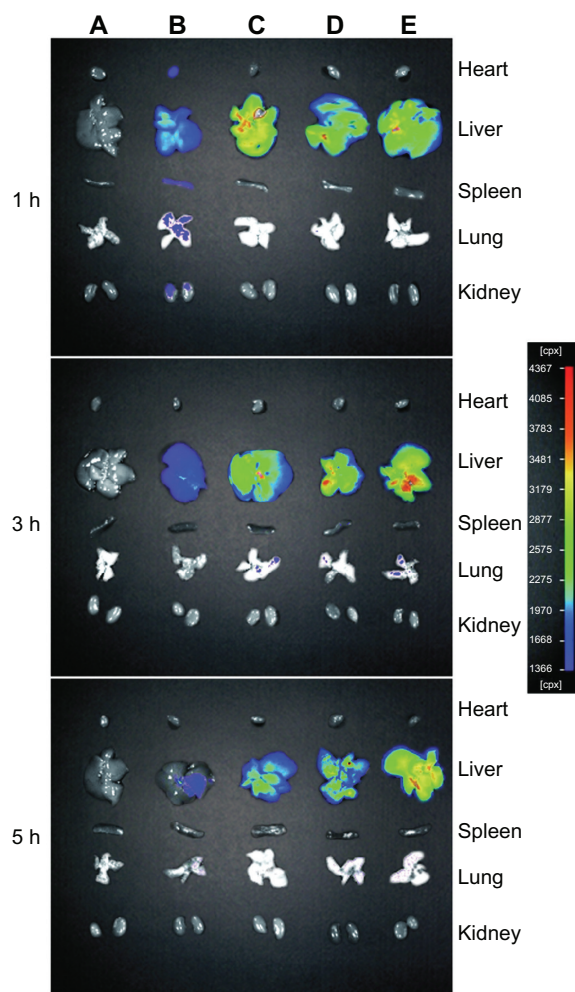 A B C D E
1 h
Heart
Liver
Spleen
Lung
Kidney
3 h
Heart
Liver
Spleen
Lung
Kidney
5 h
Heart
Liver
Spleen
Lung
Kidney
[cpx]
4367
4085
3783
3481
3179
2877
2575
2275
1970
1668
1366
[cpx]